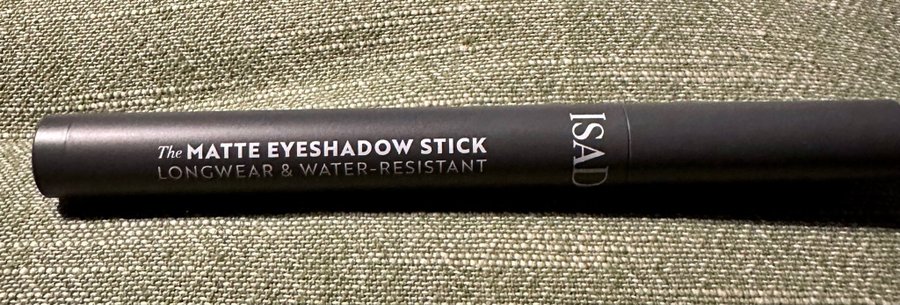 The MATTE EYESHADOW STICK
LONGWEAR & WATER-RESISTANT
ISAD